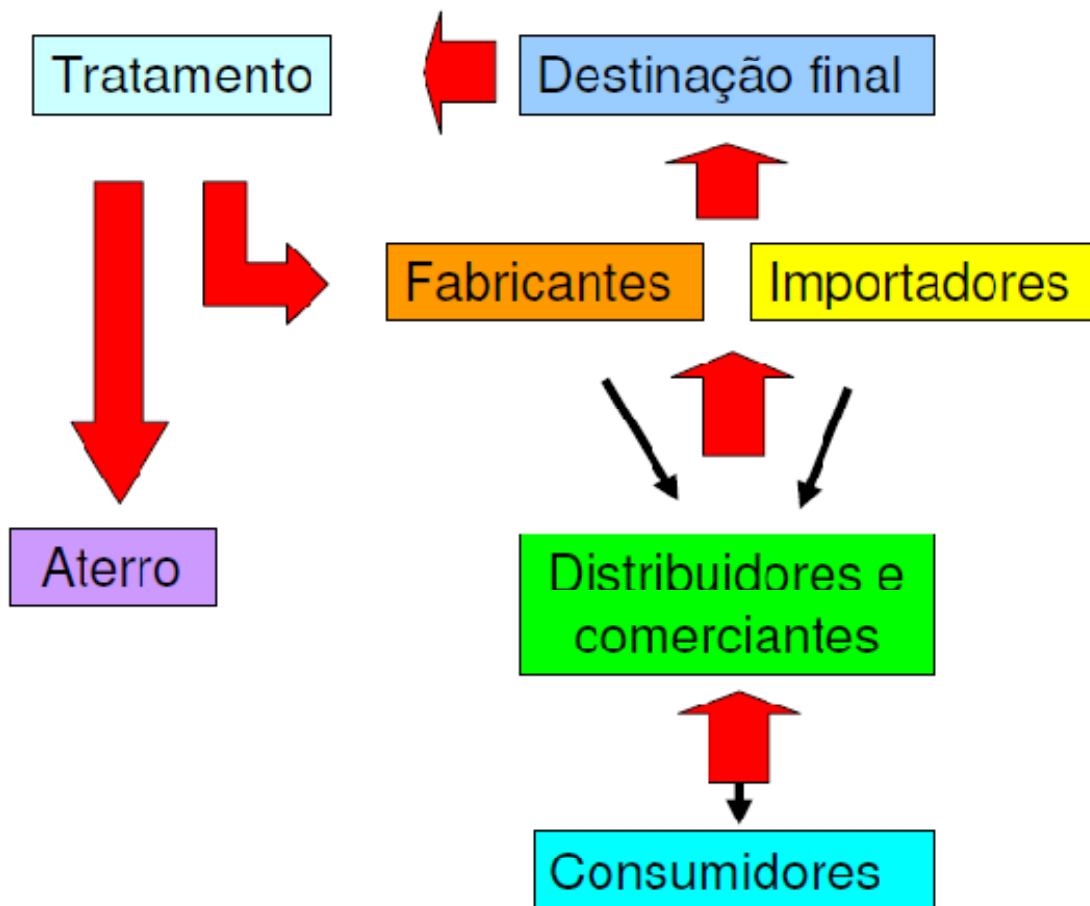 Tratamento
Destinação final
Fabricantes
Importadores
Aterro
Distribuidores e
comerciantes
Consumidores